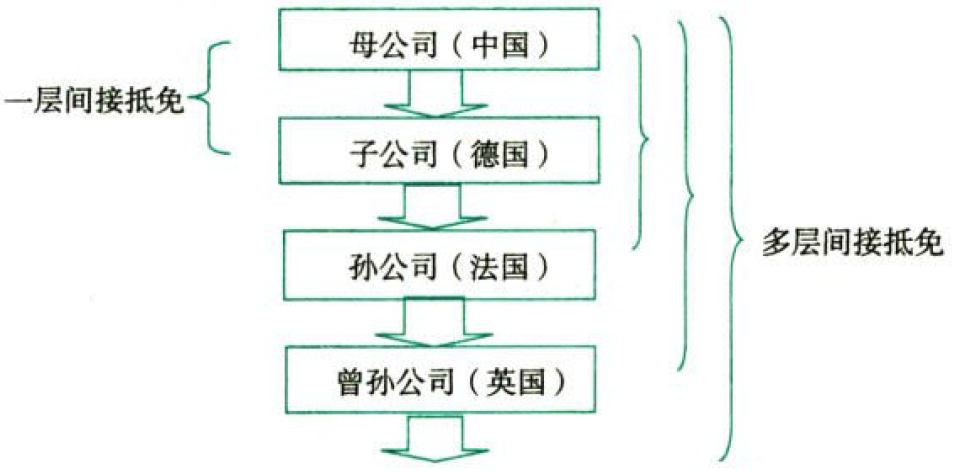 母公司（中国）
一层间接抵免
子公司（德国）
多层间接抵免
孙公司（法国）
曾孙公司（英国）